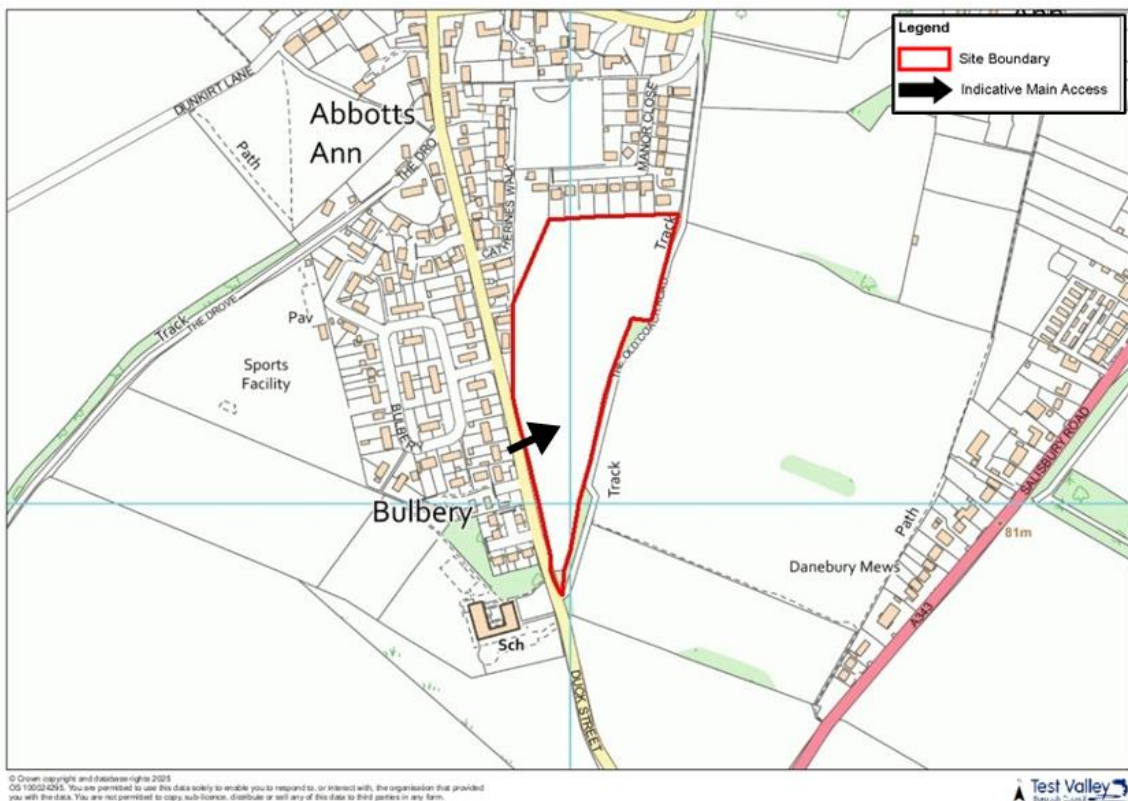 Legend
Site Boundary
Indicative Main Access
DUNKIRT LANE
Abbotts
Ann
Path
THE DRO
MANOR CLOSE
CATHERINES WALK
Track
THE OLD COACH ROAD
Track
THE DROVE
Pav
Sports
Facility
BULBERY
Track
Bulbery
SALISBURY ROAD
81m
Path
Danebury Mews
A343
Sch
DUCK STREET
© Crown copyright and database rights 2025
OS 100024295. You are permitted to use this data solely to enable you to respond to, or interact with, the organisation that provided
you with the data. You are not permitted to copy, sub-licence, distribute or sell any of this data to third parties in any form.
Test Valley
Borough Council